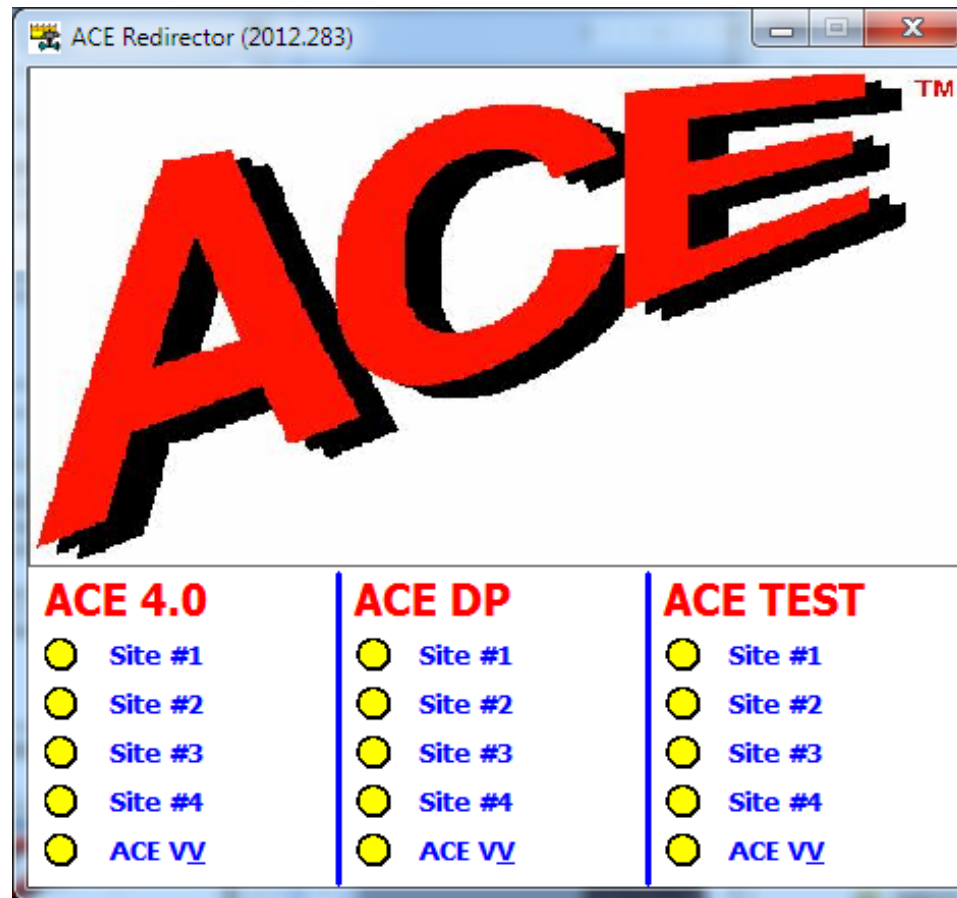 ACE Redirector (2012.283)
ACE TM
ACE 4.0
Site #1
Site #2
Site #3
Site #4
ACE VV
ACE DP
Site #1
Site #2
Site #3
Site #4
ACE VV
ACE TEST
Site #1
Site #2
Site #3
Site #4
ACE VV